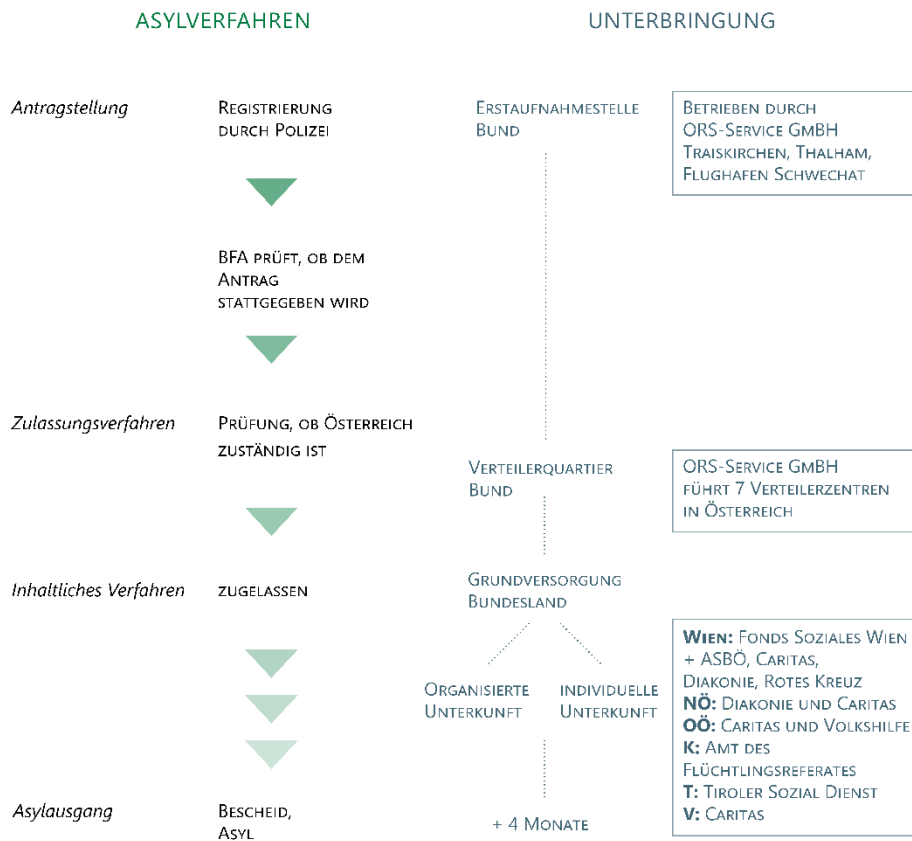 ASYLVERFAHREN
UNTERBRINGUNG
Antragstellung
REGISTRIERUNG
DURCH POLIZEI
ERSTAUFNAHMESTELLE
BUND
BETRIEBEN DURCH
ORS-SERVICE GMBH
TRAISKIRCHEN, THALHAM,
FLUGHAFEN SCHWECHAT
BFA PRÜFT, OB DEM
ANTRAG
STATTGEGEBEN WIRD
Zulassungsverfahren
PRÜFUNG, OB ÖSTERREICH
ZUSTÄNDIG IST
VERTEILERQUARTIER
BUND
ORS-SERVICE GMBH
FÜHRT 7 VERTEILERZENTREN
IN ÖSTERREICH
Inhaltliches Verfahren
ZUGELASSEN
GRUNDVERSORGUNG
BUNDESLAND
ORGANISIERTE
UNTERKUNFT
INDIVIDUELLE
UNTERKUNFT
WIEN: FONDS SOZIALES WIEN
+ ASBÖ, CARITAS,
DIAKONIE, ROTES KREUZ
NÖ: DIAKONIE UND CARITAS
OÖ: CARITAS UND VOLKSHILFE
K: AMT DES
FLÜCHTLINGSREFERATES
T: TIROLER SOZIAL DIENST
V: CARITAS
Asylausgang
BESCHEID,
ASYL
+ 4 MONATE